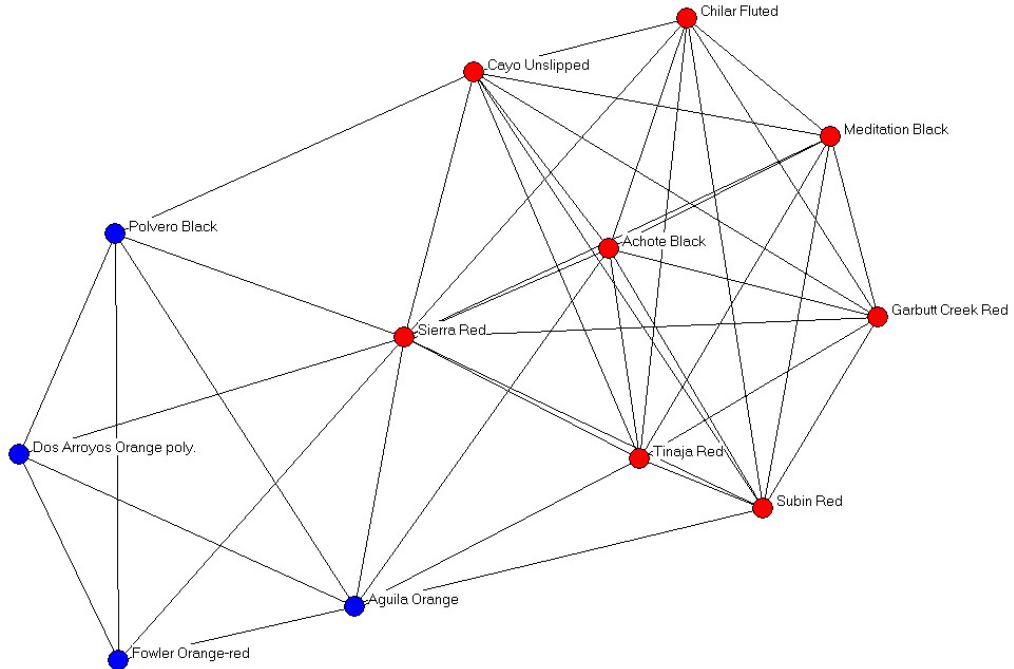 Chilar Fluted
Cayo Unslipped
Meditation Black
Polvero Black
Achote Black
Garbutt Creek Red
Sierra Red
Dos Arroyos Orange poly.
Tinaja Red
Subin Red
Aguila Orange
Fowler Orange-red